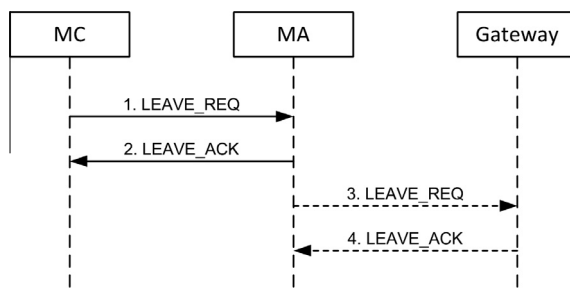 MC
MA
Gateway
1. LEAVE_REQ
2. LEAVE_ACK
3. LEAVE_REQ
4. LEAVE_ACK